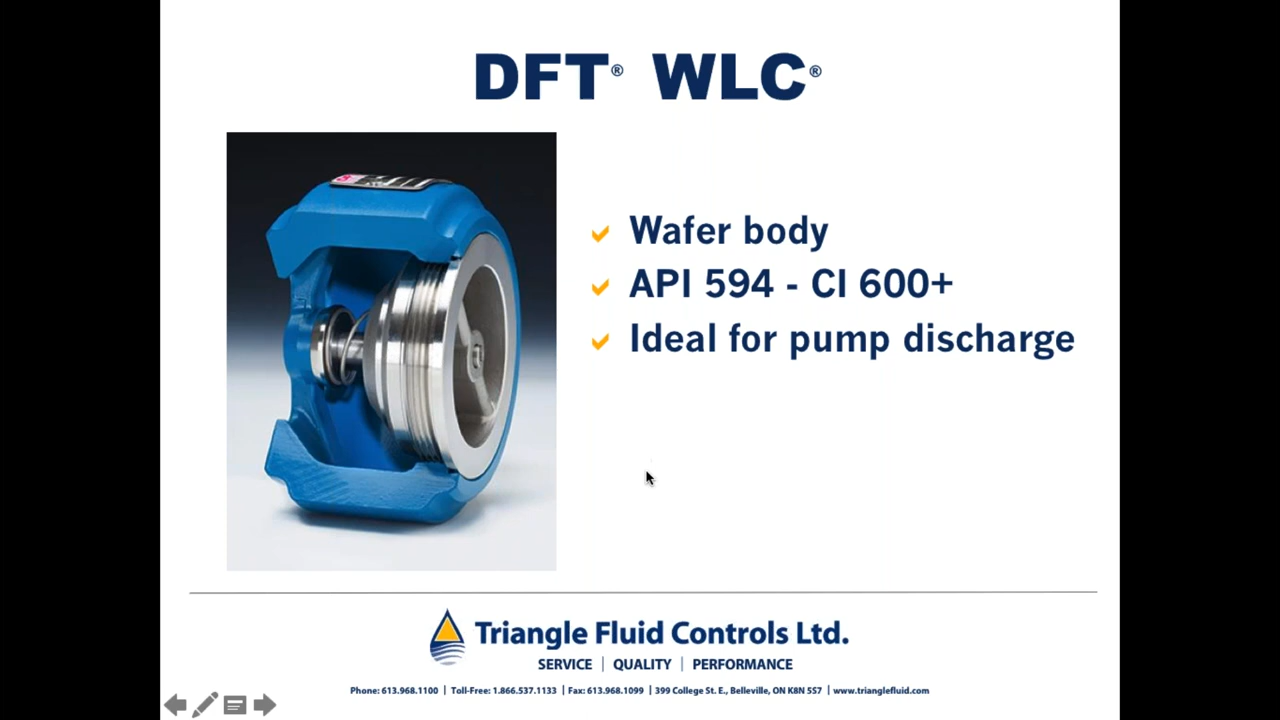 DFT® WLC®
Wafer body
API 594 - Cl 600+
Ideal for pump discharge
Triangle Fluid Controls Ltd.
SERVICE | QUALITY | PERFORMANCE
Phone: 613.968.1100 | Toll-Free: 1.866.537.1133 | Fax: 613.968.1099 | 399 College St. E., Belleville, ON K8N 5S7 | www.trianglefluid.com